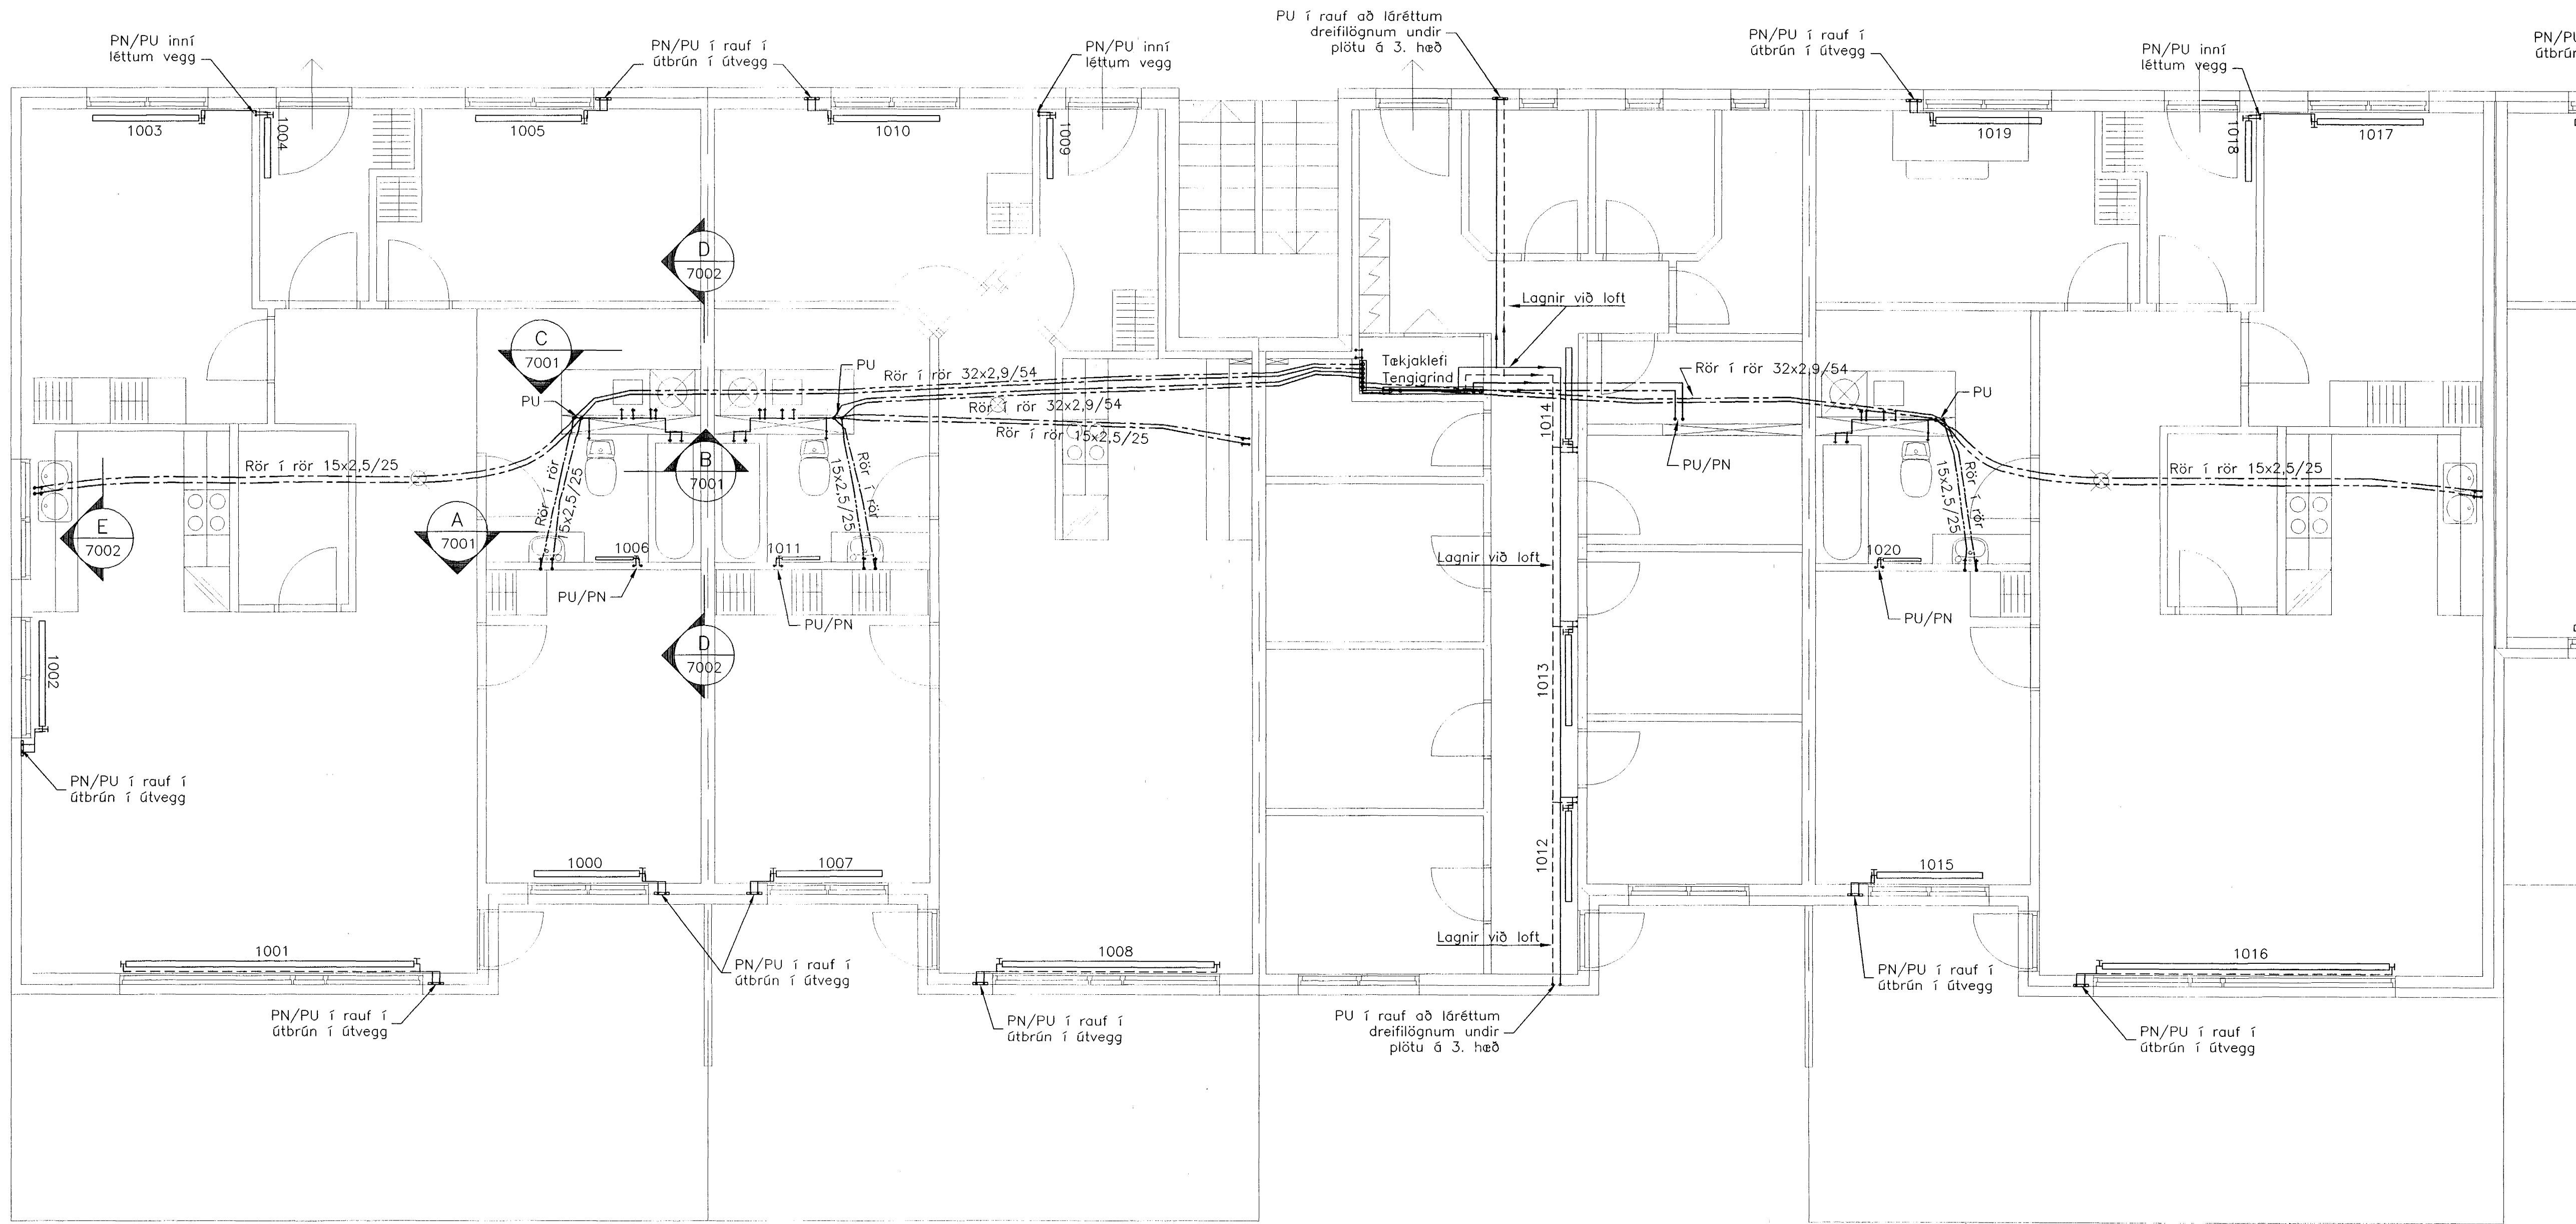 PN/PU inní
léttum vegg
PN/PU í rauf í
útbrún í útvegg
PN/PU inní
léttum vegg
PU í rauf að láréttum
dreifilögnum undir
plötu á 3. hæð
PN/PU í rauf í
útbrún í útvegg
PN/PU inní
léttum vegg
1003
1004
1005
1010
1009
1019
1018
1017
D
7002
Lagnir við loft
C
7001
PU
PU
Rör í rör 32x2,9/54
Rör í rör 32x2,9/54
Rör í rör 15x2,5/25
Tækjaklefi
Tengigrind
1014
Rör í rör 32x2,9/54
PU
PU/PN
Rör í rör 15x2,5/25
Rör í rör
15x2,5/25
B
7001
15x2,5/25
Rör í rör
15x2,5/25
Rör í rör
Rör í rör 15x2,5/25
E
7002
A
7001
1006
1011
1020
PU/PN
PU/PN
PU/PN
Lagnir við loft
D
7002
1002
1013
PN/PU í rauf í
útbrún í útvegg
1000
1007
1012
1015
1001
1008
Lagnir við loft
1016
PN/PU í rauf í
útbrún í útvegg
PN/PU í rauf í
útbrún í útvegg
PN/PU í rauf í
útbrún í útvegg
PN/PU í rauf í
útbrún í útvegg
PU í rauf að láréttum
dreifilögnum undir
plötu á 3. hæð
PN/PU í rauf í
útbrún í útvegg